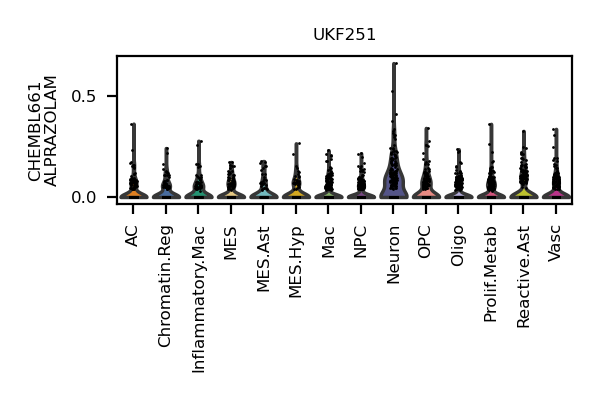 UKF251
CHEMBL661
ALPRAZOLAM
0.5
0.0
AC
Chromatin.Reg
Inflammatory.Mac
MES
MES.Ast
MES.Hyp
Mac
NPC
Neuron
OPC
Oligo
Prolif.Metab
Reactive.Ast
Vasc